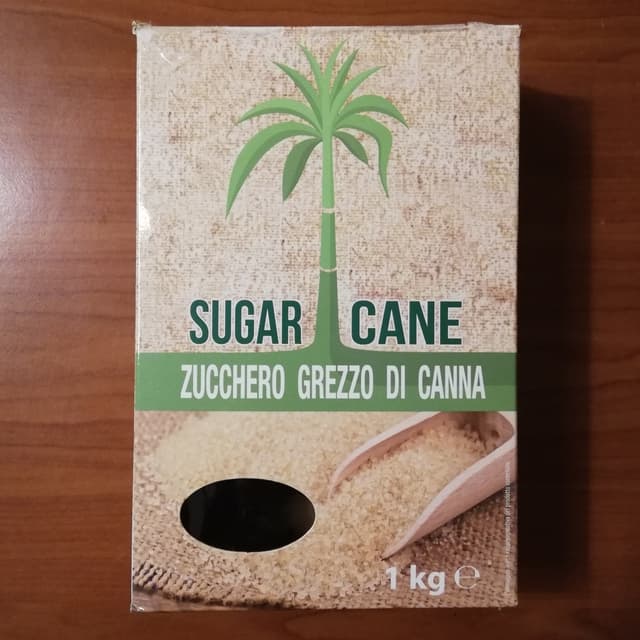 SUGAR CANE
ZUCCHERO GREZZO DI CANNA
1 kg ℮